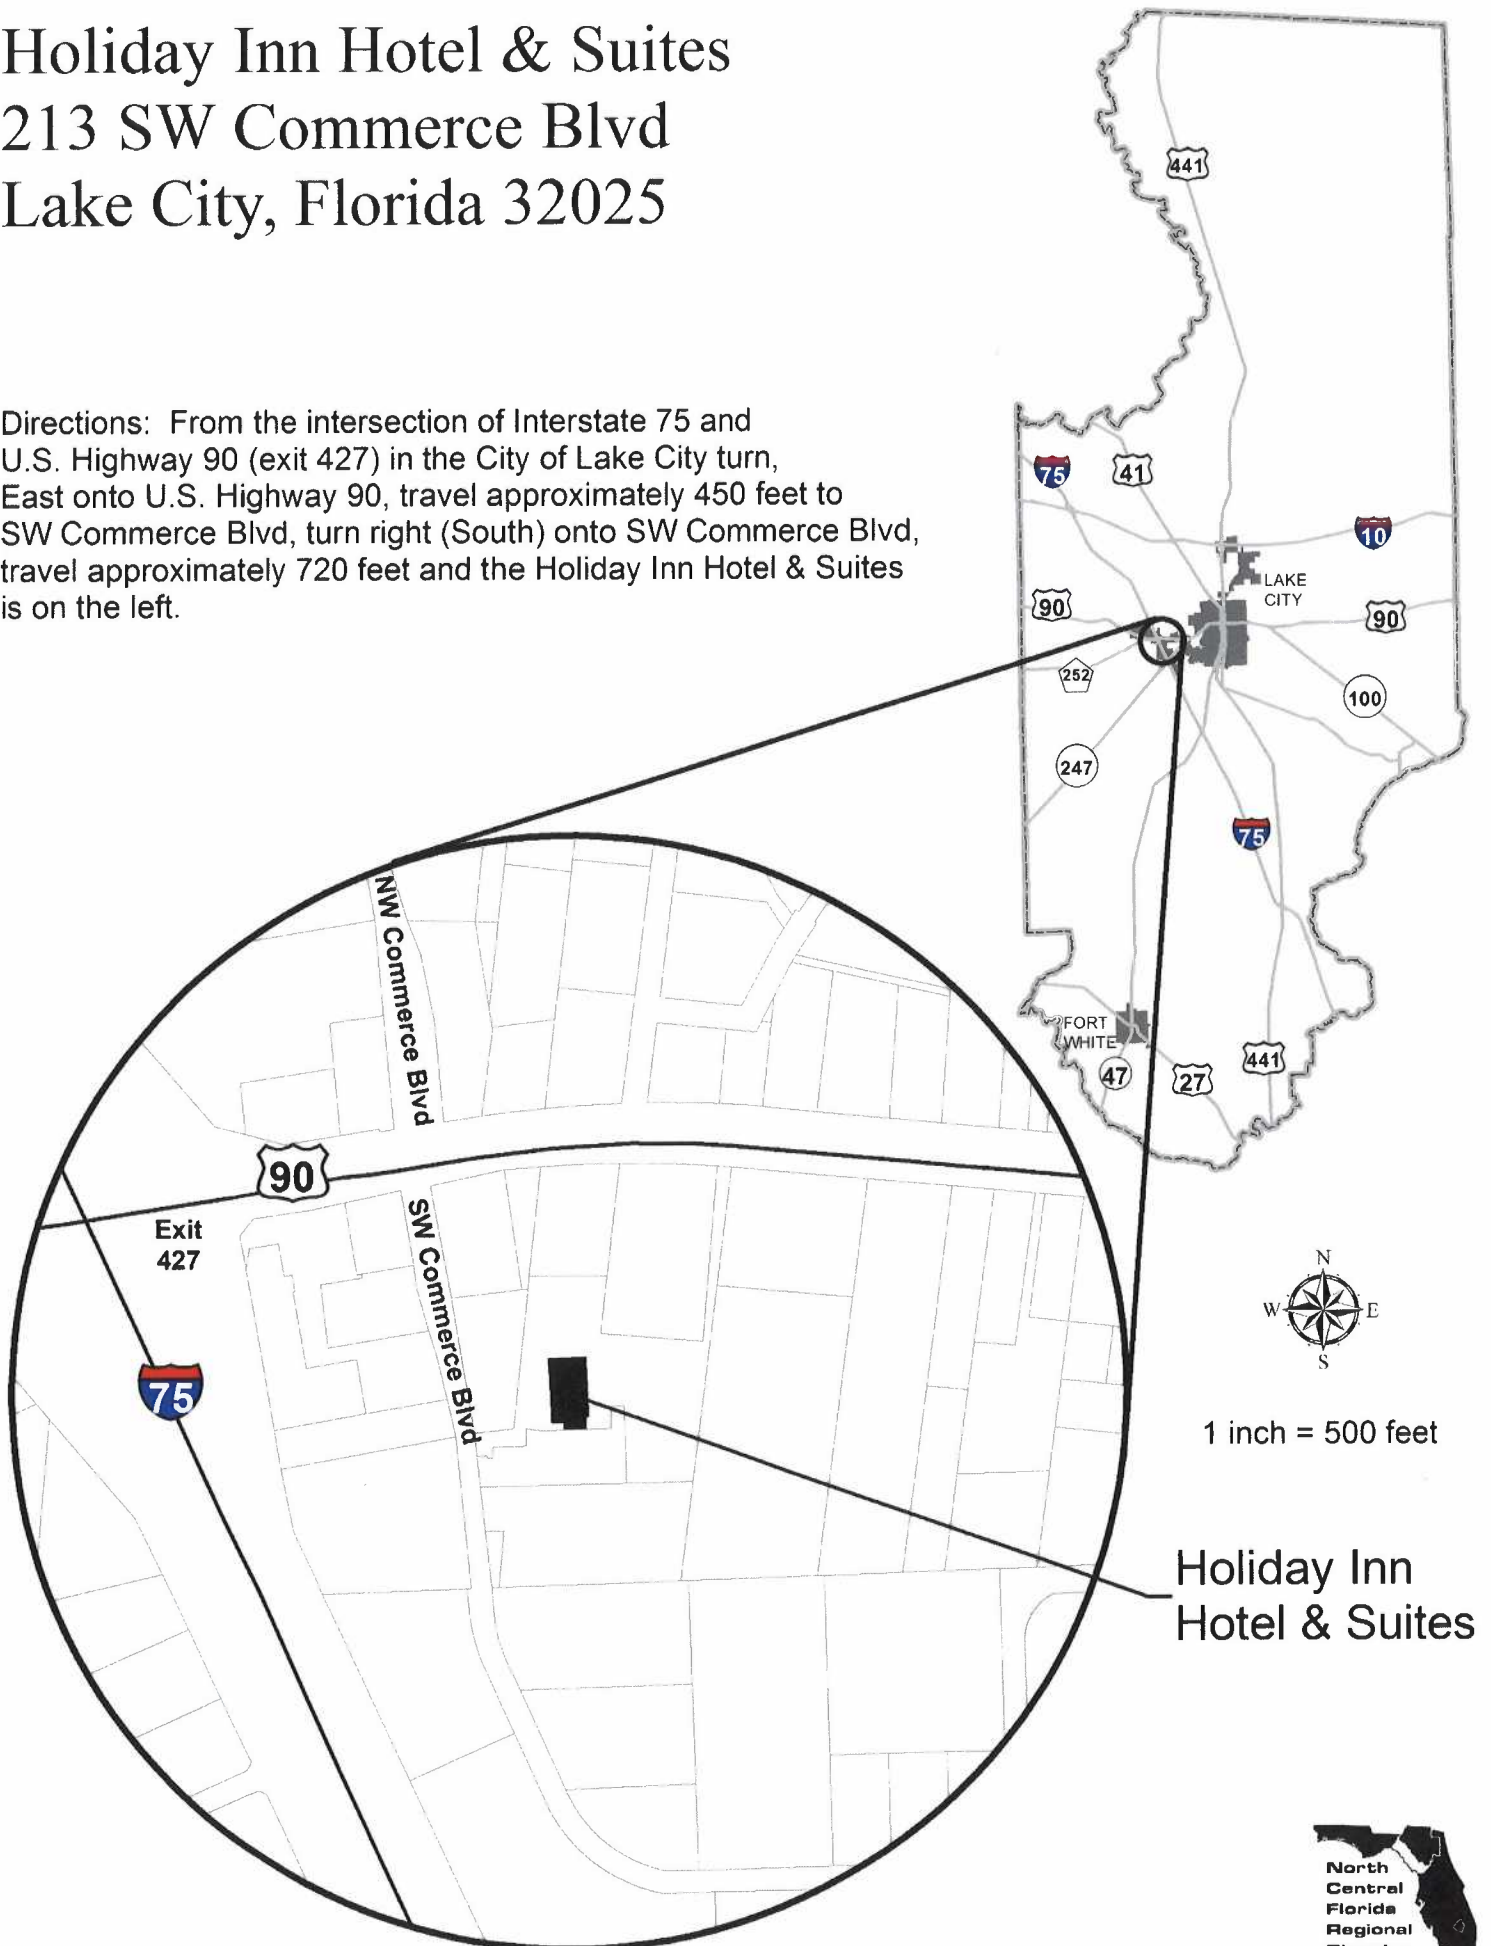 Holiday Inn Hotel & Suites
213 SW Commerce Blvd
Lake City, Florida 32025
Directions: From the intersection of Interstate 75 and
U.S. Highway 90 (exit 427) in the City of Lake City turn,
East onto U.S. Highway 90, travel approximately 450 feet to
SW Commerce Blvd, turn right (South) onto SW Commerce Blvd,
travel approximately 720 feet and the Holiday Inn Hotel & Suites
is on the left.
441
75
41
10
LAKE
CITY
90
90
252
100
247
75
FORT
WHITE
47
27
441
NW Commerce Blvd
90
Exit
427
SW Commerce Blvd
75
N
W
E
S
1 inch = 500 feet
Holiday Inn
Hotel & Suites
North
Central
Florida
Regional